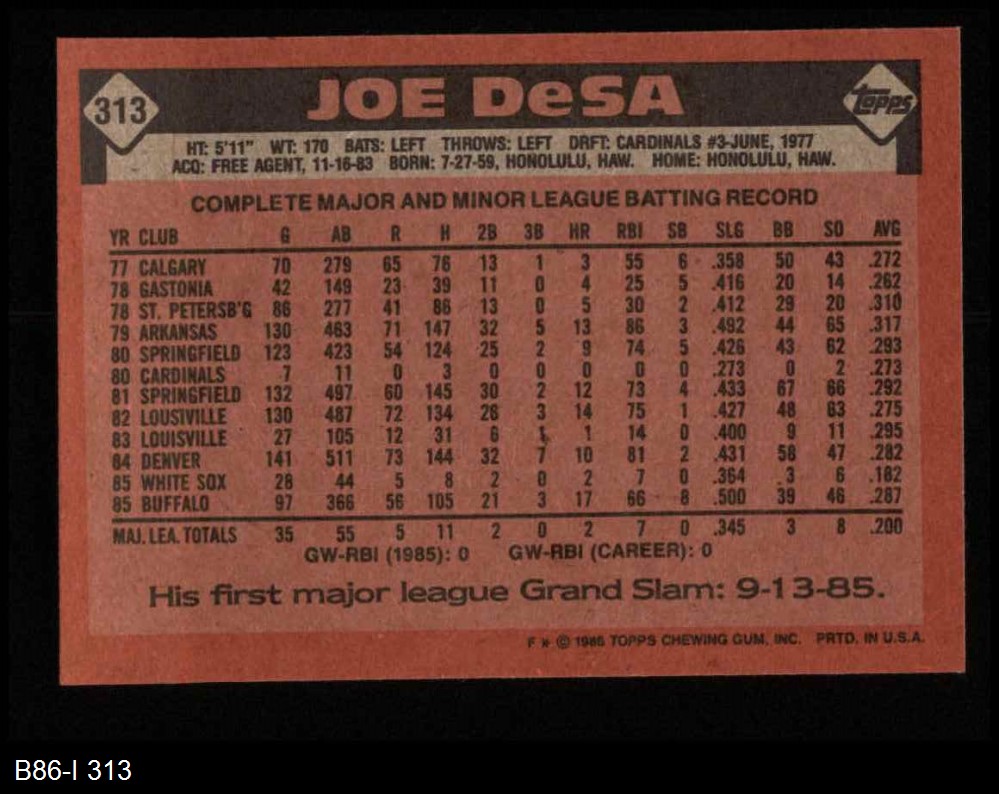 313
JOE DeSA
Topps
HT: 5'11" WT: 170 BATS: LEFT THROWS: LEFT DRFT: CARDINALS #3-JUNE, 1977
ACQ: FREE AGENT, 11-16-83 BORN: 7-27-59, HONOLULU, HAW. HOME: HONOLULU, HAW.
COMPLETE MAJOR AND MINOR LEAGUE BATTING RECORD
YR CLUB G AB R H 2B 3B HR RBI SB SLG BB SO AVG
77 CALGARY 70 279 65 76 13 1 3 55 6 .358 50 43 .272
78 GASTONIA 42 149 23 39 11 0 4 25 5 .416 20 14 .262
78 ST. PETERSB'G 86 277 41 86 13 0 5 30 2 .412 29 20 .310
79 ARKANSAS 130 463 71 147 32 5 13 86 3 .492 44 65 .317
80 SPRINGFIELD 123 423 54 124 25 2 9 74 5 .426 43 62 .293
80 CARDINALS 7 11 0 3 0 0 0 0 0 .273 0 2 .273
81 SPRINGFIELD 132 497 60 145 30 2 12 73 4 .433 67 66 .292
82 LOUSIVILLE 130 487 72 134 26 3 14 75 1 .427 48 63 .275
83 LOUISVILLE 27 105 12 31 6 1 1 14 0 .400 9 11 .295
84 DENVER 141 511 73 144 32 7 10 81 2 .431 58 47 .282
85 WHITE SOX 28 44 5 8 2 0 2 7 0 .364 3 6 .182
85 BUFFALO 97 366 56 105 21 3 17 66 8 .500 39 46 .287
MAJ. LEA. TOTALS 35 55 5 11 2 0 2 7 0 .345 3 8 .200
GW-RBI (1985): 0 GW-RBI (CAREER): 0
His first major league Grand Slam: 9-13-85.
F © 1986 TOPPS CHEWING GUM, INC. PRTD. IN U.S.A.
B86-I 313